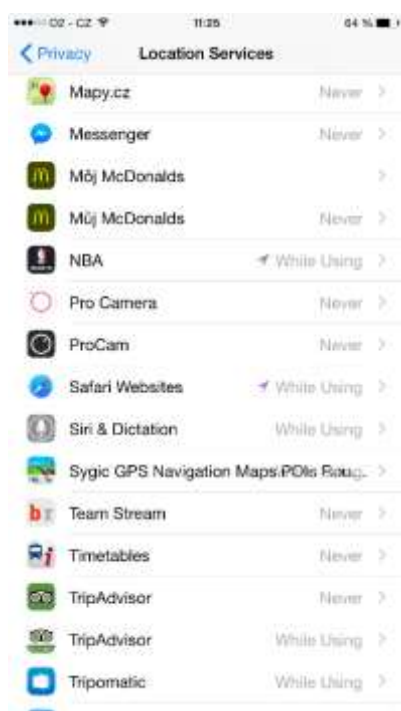 O2 - CZ 11:25 64 %
Privacy Location Services
Mapy.cz Never
Messenger Never
Môj McDonalds
Můj McDonalds Never
NBA While Using
Pro Camera Never
ProCam Never
Safari Websites While Using
Siri & Dictation While Using
Sygic GPS Navigation Maps,POIs
Team Stream Never
Timetables Never
TripAdvisor Never
TripAdvisor While Using
Tripomatic While Using